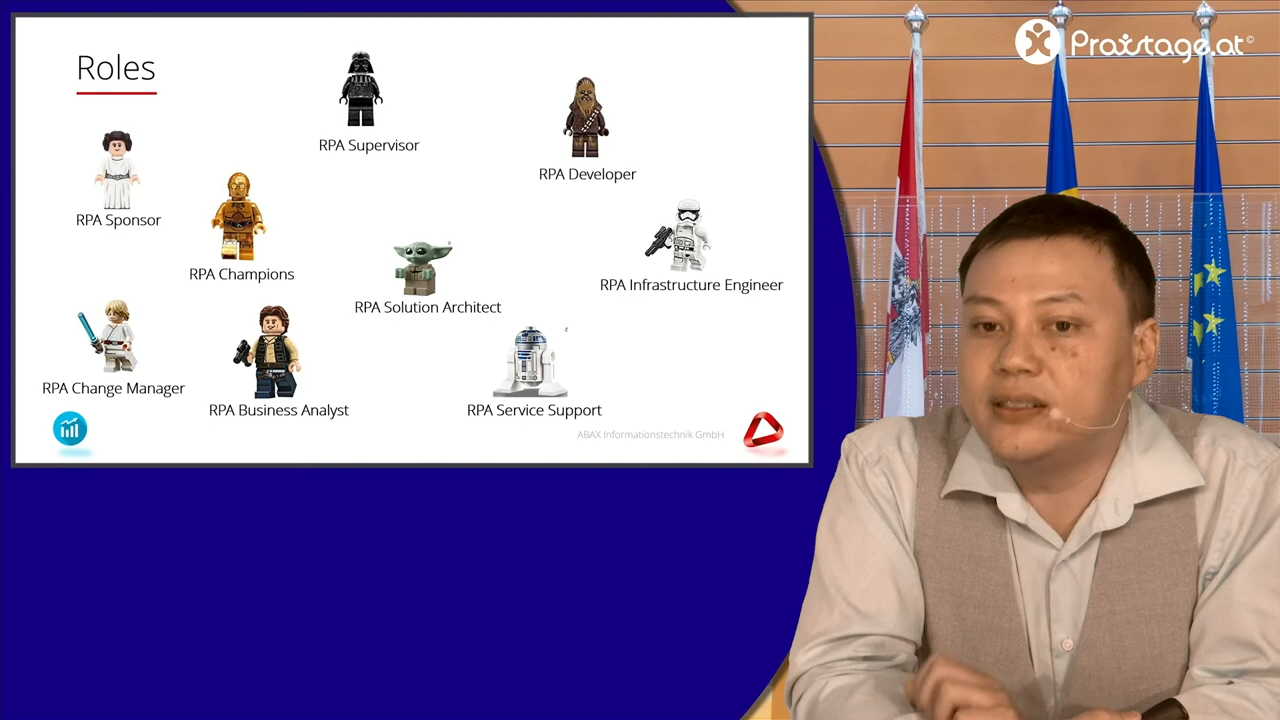 Roles
Praxstage.at©
RPA Supervisor
RPA Developer
RPA Sponsor
RPA Champions
RPA Infrastructure Engineer
RPA Solution Architect
RPA Change Manager
RPA Business Analyst
RPA Service Support
ABAX Informationstechnik GmbH